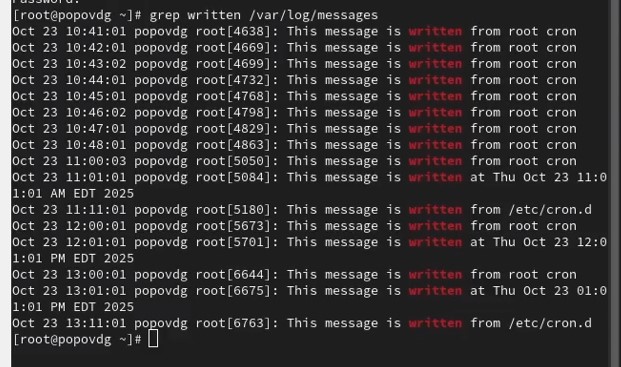 [root@popovdg ~]# grep written /var/log/messages
Oct 23 10:41:01 popovdg root[4638]: This message is written from root cron
Oct 23 10:42:01 popovdg root[4669]: This message is written from root cron
Oct 23 10:43:02 popovdg root[4699]: This message is written from root cron
Oct 23 10:44:01 popovdg root[4732]: This message is written from root cron
Oct 23 10:45:01 popovdg root[4768]: This message is written from root cron
Oct 23 10:46:02 popovdg root[4798]: This message is written from root cron
Oct 23 10:47:01 popovdg root[4829]: This message is written from root cron
Oct 23 10:48:01 popovdg root[4863]: This message is written from root cron
Oct 23 11:00:03 popovdg root[5050]: This message is written from root cron
Oct 23 11:01:01 popovdg root[5084]: This message is written at Thu Oct 23 11:0
1:01 AM EDT 2025
Oct 23 11:11:01 popovdg root[5180]: This message is written from /etc/cron.d
Oct 23 12:00:01 popovdg root[5673]: This message is written from root cron
Oct 23 12:01:01 popovdg root[5701]: This message is written at Thu Oct 23 12:0
1:01 PM EDT 2025
Oct 23 13:00:01 popovdg root[6644]: This message is written from root cron
Oct 23 13:01:01 popovdg root[6675]: This message is written at Thu Oct 23 01:0
1:01 PM EDT 2025
Oct 23 13:11:01 popovdg root[6763]: This message is written from /etc/cron.d
[root@popovdg ~]#